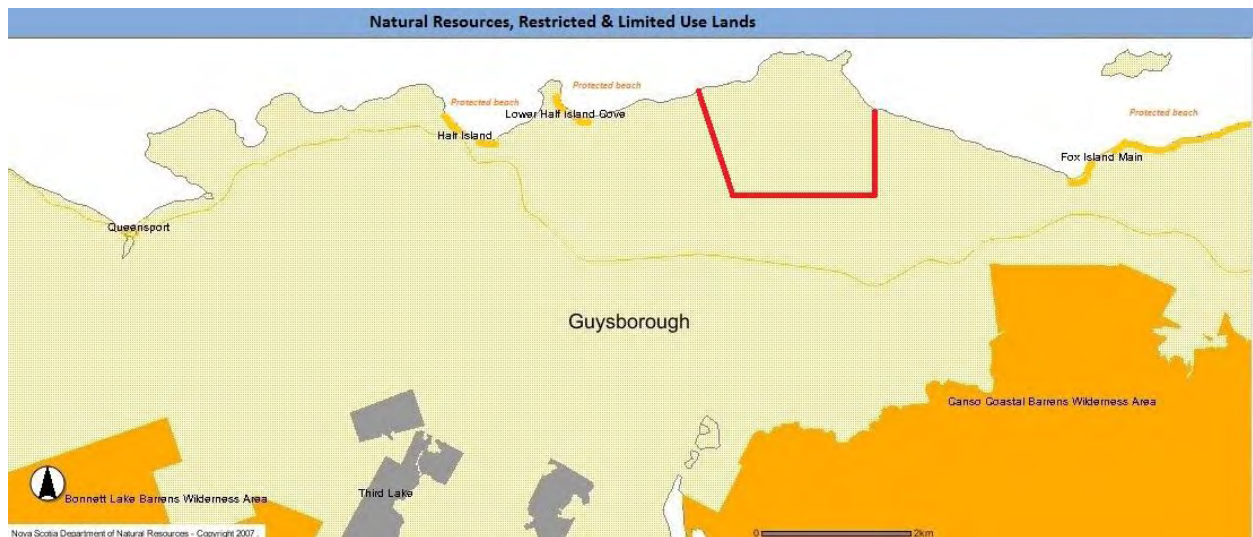 Natural Resources, Restricted & Limited Use Lands
Protected beach
Protected beach
Protected beach
Lower Half Island Cove
Half Island
Fox Island Main
Queensport
Guysborough
Canso Coastal Barrens Wilderness Area
Third Lake
Bonnett Lake Barrens Wilderness Area
Nova Scotia Department of Natural Resources - Copyright 2007 .
0 2km